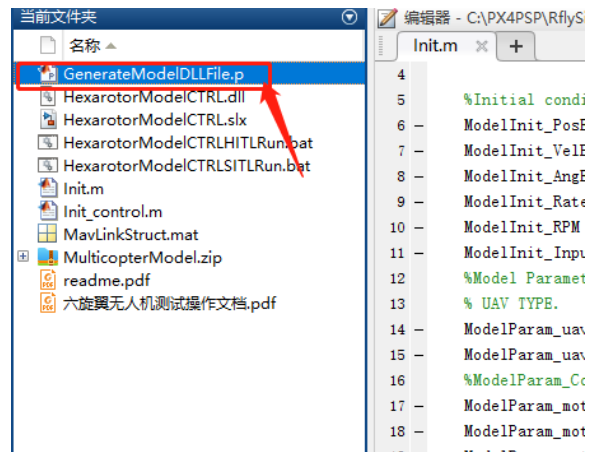 当前文件夹
名称
GenerateModelDLLFile.p
HexarotorModelCTRL.dll
HexarotorModelCTRL.slx
HexarotorModelCTRLHITLRun.bat
HexarotorModelCTRLSITLRun.bat
Init.m
Init_control.m
MavLinkStruct.mat
MulticopterModel.zip
readme.pdf
六旋翼无人机测试操作文档.pdf
编辑器 - C:\PX4PSP\RflySi
Init.m
4
5 %Initial condi
6 – ModelInit_PosE
7 – ModelInit_VelB
8 – ModelInit_AngE
9 – ModelInit_Rate
10 – ModelInit_RPM
11 – ModelInit_Inpu
12 %Model Paramet
13 % UAV TYPE.
14 – ModelParam_uav
15 – ModelParam_uav
16 %ModelParam_Co
17 – ModelParam_mot
18 – ModelParam_mot